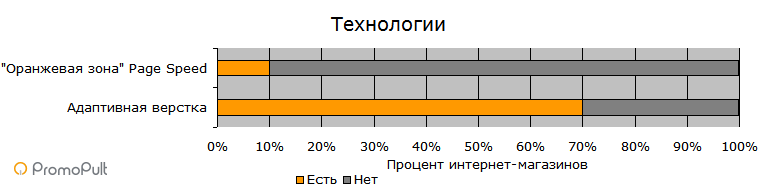 Технологии
"Оранжевая зона" Page Speed
Адаптивная верстка
0% 10% 20% 30% 40% 50% 60% 70% 80% 90% 100%
Процент интернет-магазинов
PromoPult
Есть Нет